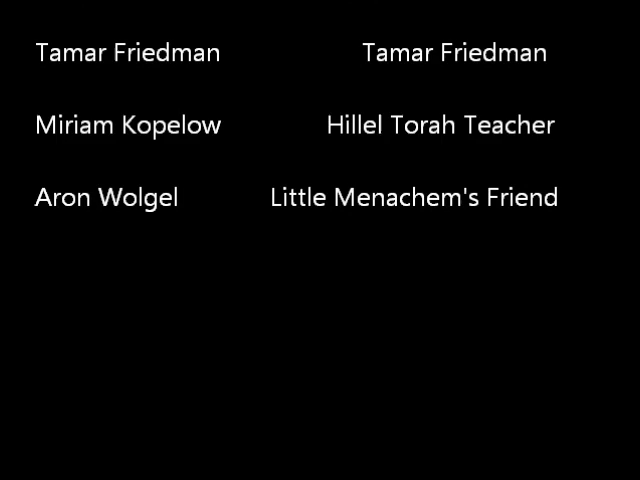 Tamar Friedman Tamar Friedman
Miriam Kopelow Hillel Torah Teacher
Aron Wolgel Little Menachem's Friend